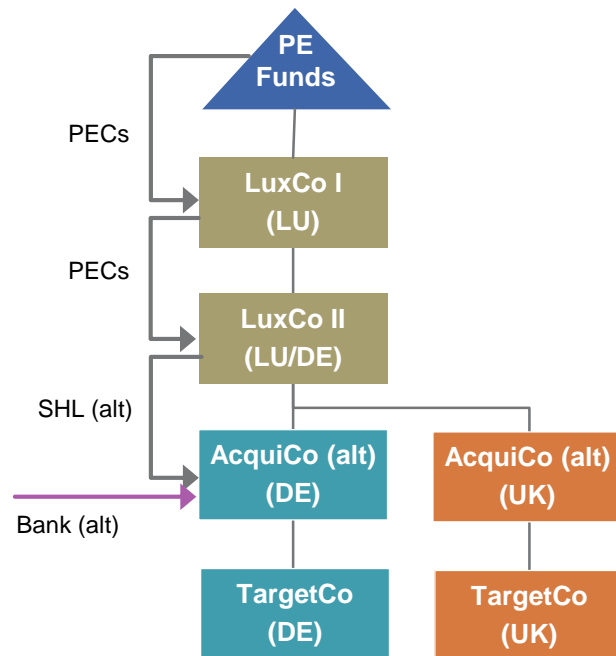 PE
Funds
PECs
LuxCo I
(LU)
PECs
LuxCo II
(LU/DE)
SHL (alt)
AcquiCo (alt)
(DE)
AcquiCo (alt)
(UK)
Bank (alt)
TargetCo
(DE)
TargetCo
(UK)